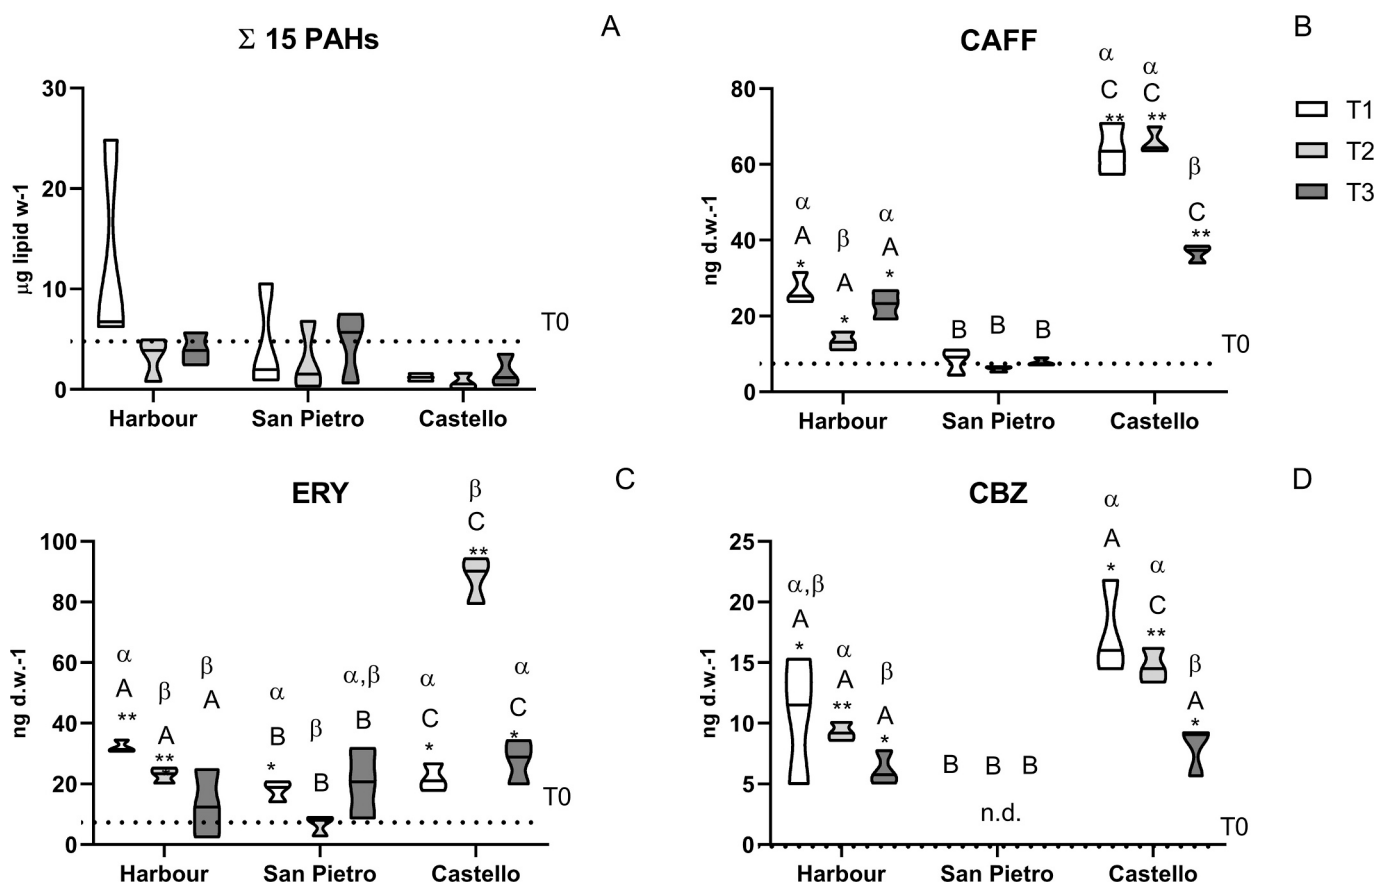 Σ 15 PAHs
A
30
20
10
0
µg lipid w-1
T0
Harbour
San Pietro
Castello
CAFF
B
80
60
40
20
0
ng d.w.-1
α
A
*
β
A
*
α
A
*
B
B
B
α
C
**
α
C
**
β
C
**
T0
Harbour
San Pietro
Castello
T1
T2
T3
ERY
C
100
80
60
40
20
0
ng d.w.-1
α
A
**
β
A
**
β
A
α
B
*
β
B
α,β
B
α
C
*
β
C
**
α
C
*
T0
Harbour
San Pietro
Castello
CBZ
D
25
20
15
10
5
0
ng d.w.-1
α,β
A
*
α
A
**
β
A
*
B
B
B
n.d.
α
A
*
α
C
**
β
A
*
T0
Harbour
San Pietro
Castello